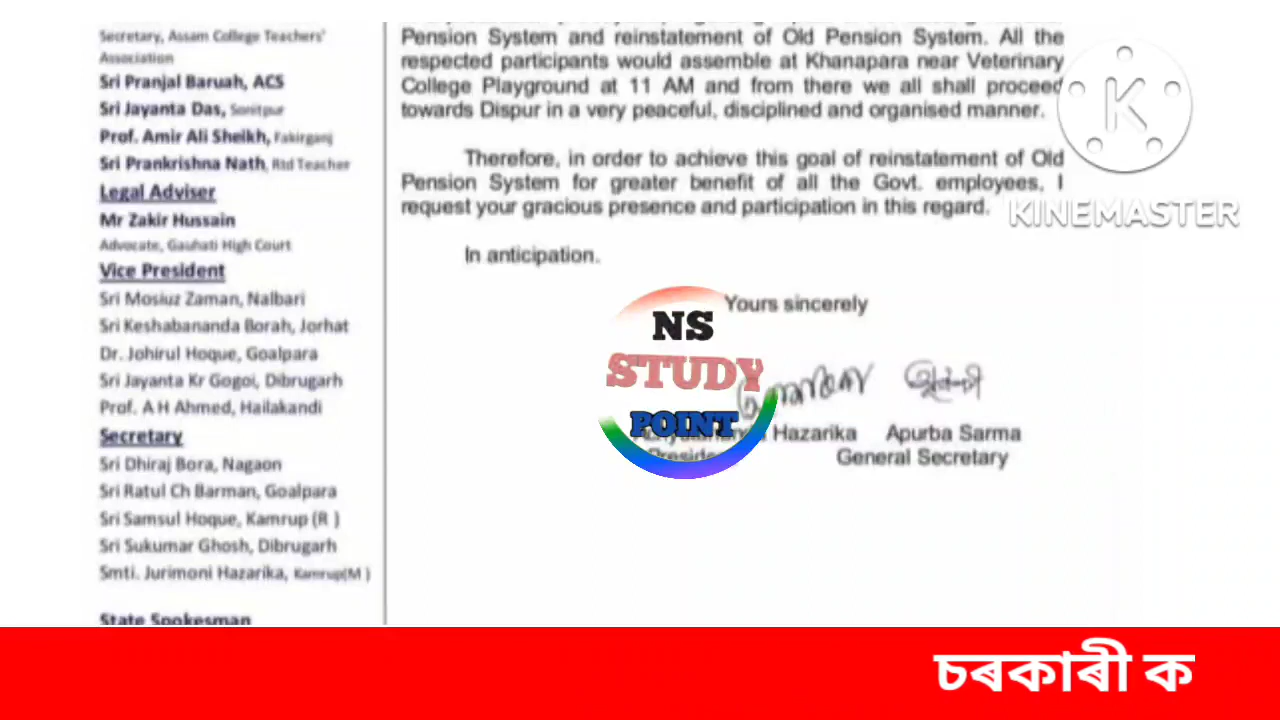 Secretary, Assam College Teachers'
Association
Sri Pranjal Baruah, ACS
Sri Jayanta Das, Sonitpur
Prof. Amir Ali Sheikh, Fakirganj
Sri Prankrishna Nath, Rtd Teacher
Legal Adviser
Mr Zakir Hussain
Advocate, Gauhati High Court
Vice President
Sri Mosiuz Zaman, Nalbari
Sri Keshabananda Borah, Jorhat
Dr. Johirul Hoque, Goalpara
Sri Jayanta Kr Gogoi, Dibrugarh
Prof. A H Ahmed, Hailakandi
Secretary
Sri Dhiraj Bora, Nagaon
Sri Ratul Ch Barman, Goalpara
Sri Samsul Hoque, Kamrup (R )
Sri Sukumar Ghosh, Dibrugarh
Smti. Jurimoni Hazarika, Kamrup(M )
State Spokesman
Pension System and reinstatement of Old Pension System. All the
respected participants would assemble at Khanapara near Veterinary
College Playground at 11 AM and from there we all shall proceed
towards Dispur in a very peaceful, disciplined and organised manner.
Therefore, in order to achieve this goal of reinstatement of Old
Pension System for greater benefit of all the Govt. employees, I
request your gracious presence and participation in this regard.
In anticipation.
Yours sincerely
Hazarika Apurba Sarma
President General Secretary
NS
STUDY
POINT
K
KINEMASTER
চৰকাৰী ক